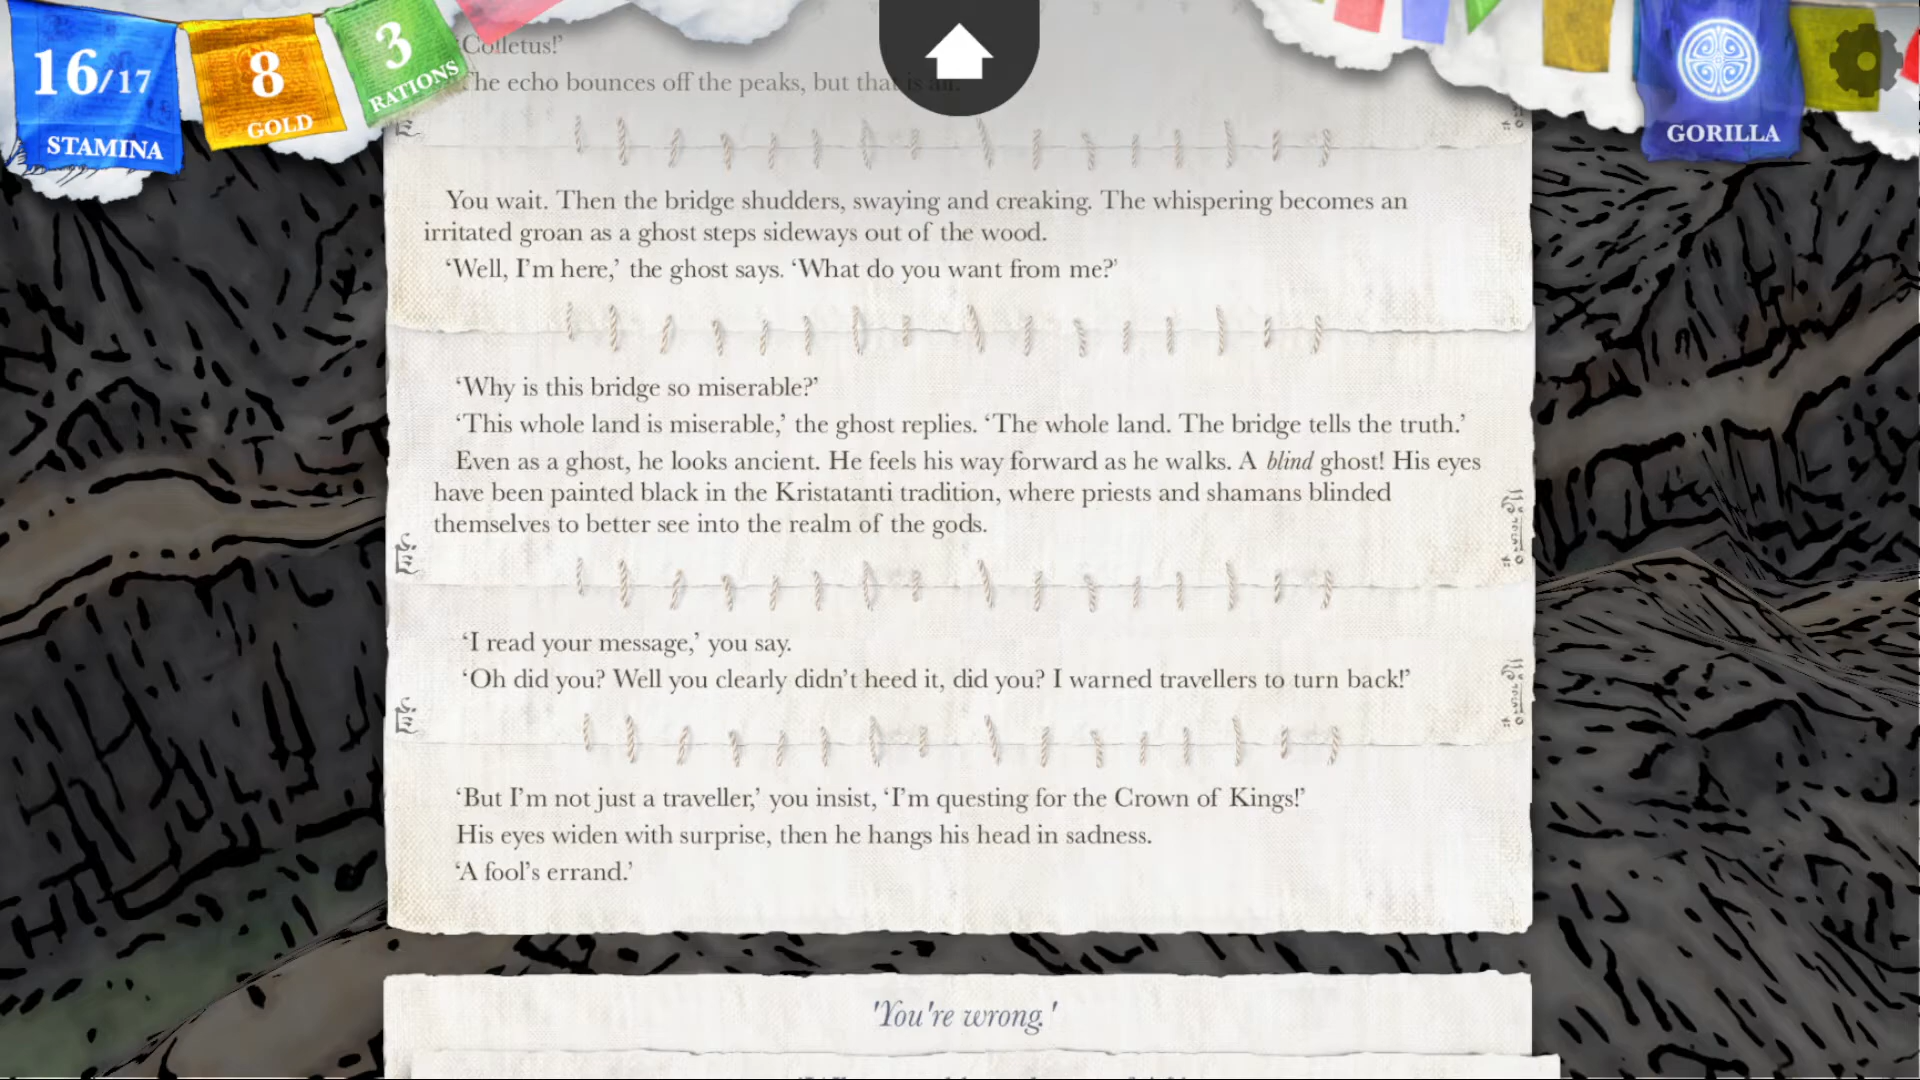 16/17
STAMINA
8
GOLD
3
RATIONS
GORILLA
‘Colletus!’
The echo bounces off the peaks, but that is all.
You wait. Then the bridge shudders, swaying and creaking. The whispering becomes an
irritated groan as a ghost steps sideways out of the wood.
‘Well, I’m here,’ the ghost says. ‘What do you want from me?’
‘Why is this bridge so miserable?’
‘This whole land is miserable,’ the ghost replies. ‘The whole land. The bridge tells the truth.’
Even as a ghost, he looks ancient. He feels his way forward as he walks. A blind ghost! His eyes
have been painted black in the Kristatanti tradition, where priests and shamans blinded
themselves to better see into the realm of the gods.
‘I read your message,’ you say.
‘Oh did you? Well you clearly didn’t heed it, did you? I warned travellers to turn back!’
‘But I’m not just a traveller,’ you insist, ‘I’m questing for the Crown of Kings!’
His eyes widen with surprise, then he hangs his head in sadness.
‘A fool’s errand.’
'You're wrong.'